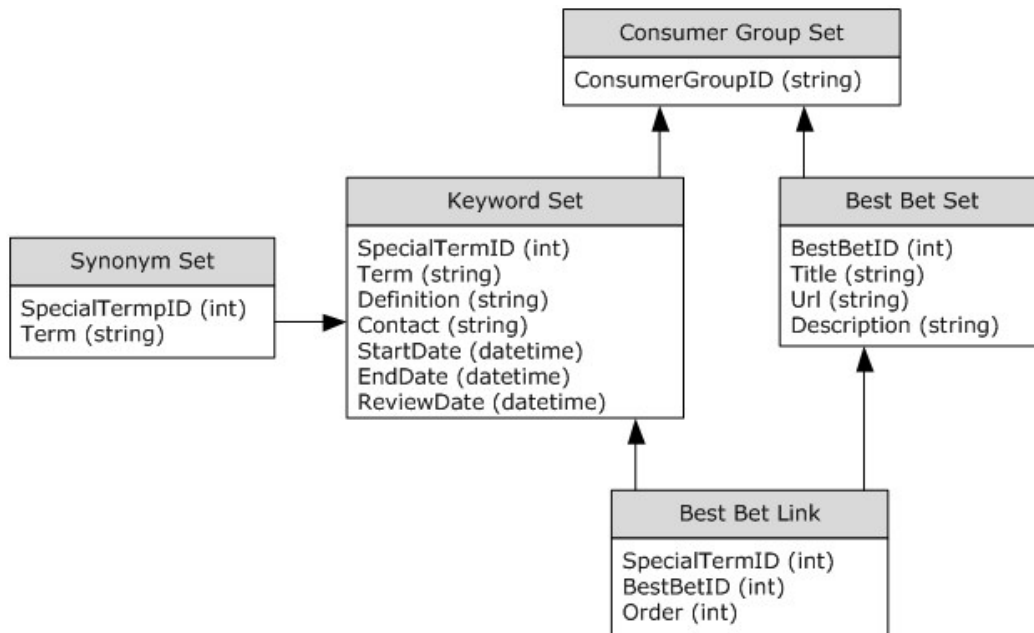 Consumer Group Set
ConsumerGroupID (string)
Keyword Set
SpecialTermID (int)
Term (string)
Definition (string)
Contact (string)
StartDate (datetime)
EndDate (datetime)
ReviewDate (datetime)
Best Bet Set
BestBetID (int)
Title (string)
Url (string)
Description (string)
Synonym Set
SpecialTermpID (int)
Term (string)
Best Bet Link
SpecialTermID (int)
BestBetID (int)
Order (int)